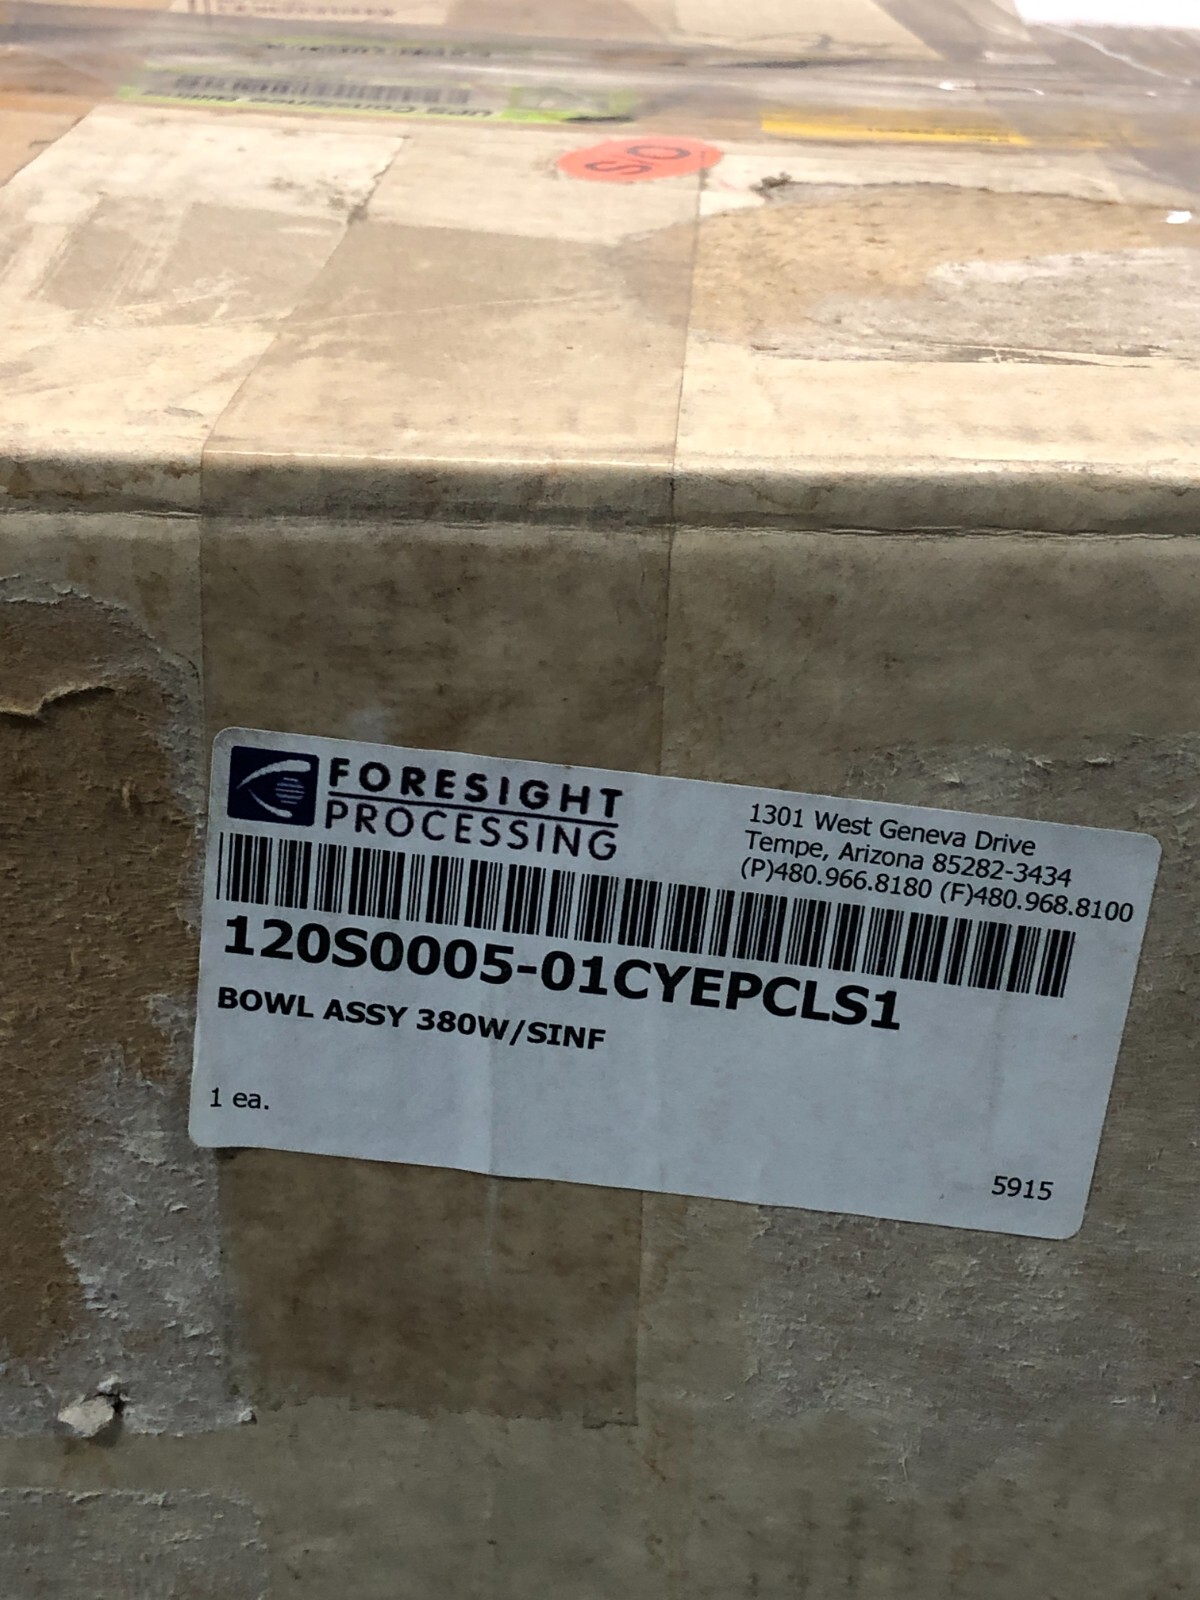 S/O
FORESIGHT
PROCESSING
1301 West Geneva Drive
Tempe, Arizona 85282-3434
(P)480.966.8180 (F)480.968.8100
120S0005-01CYEPCLS1
BOWL ASSY 380W/SINF
1 ea.
5915